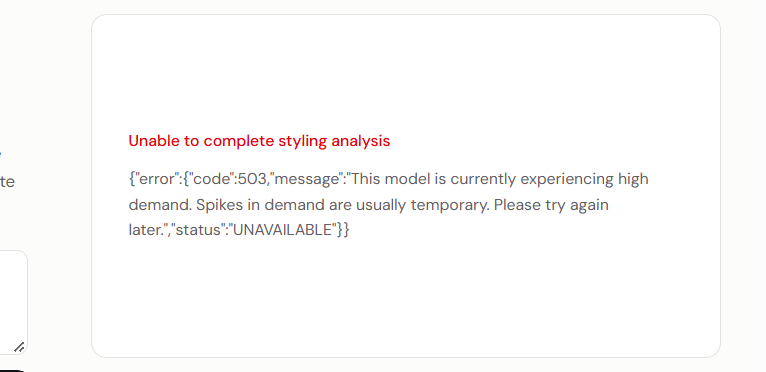 te
Unable to complete styling analysis
{"error":{"code":503,"message":"This model is currently experiencing high
demand. Spikes in demand are usually temporary. Please try again
later.","status":"UNAVAILABLE"}}